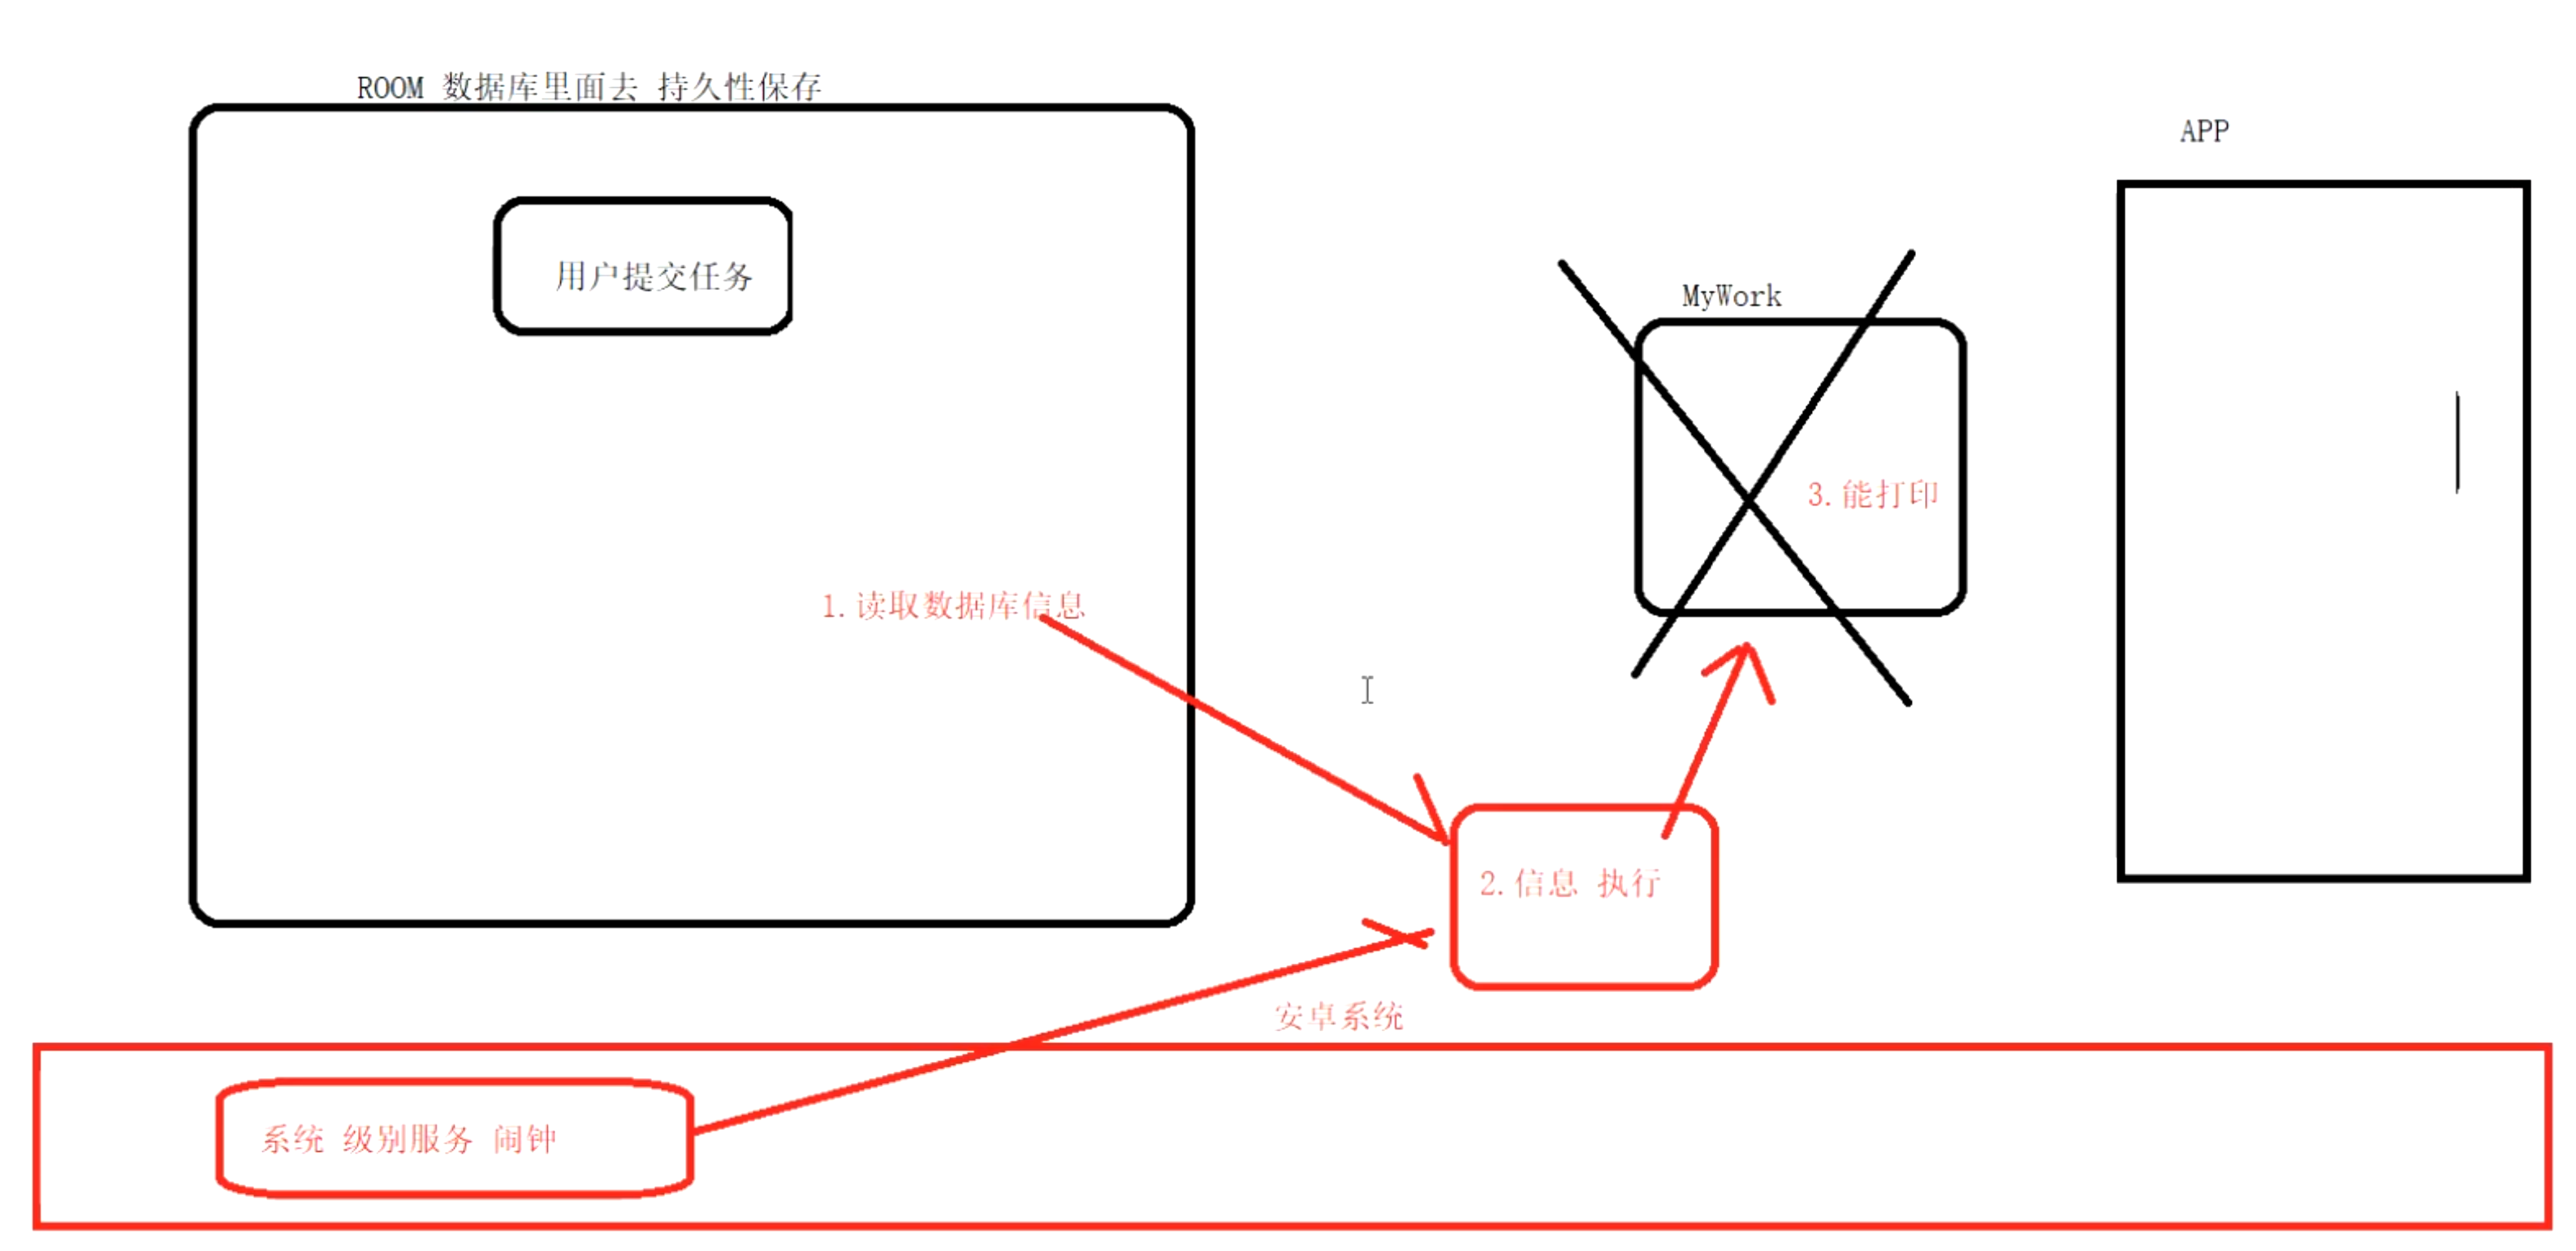 ROOM 数据库里面去 持久性保存
APP
用户提交任务
MyWork
3.能打印
1.读取数据库信息
2.信息 执行
安卓系统
系统 级别服务 闹钟